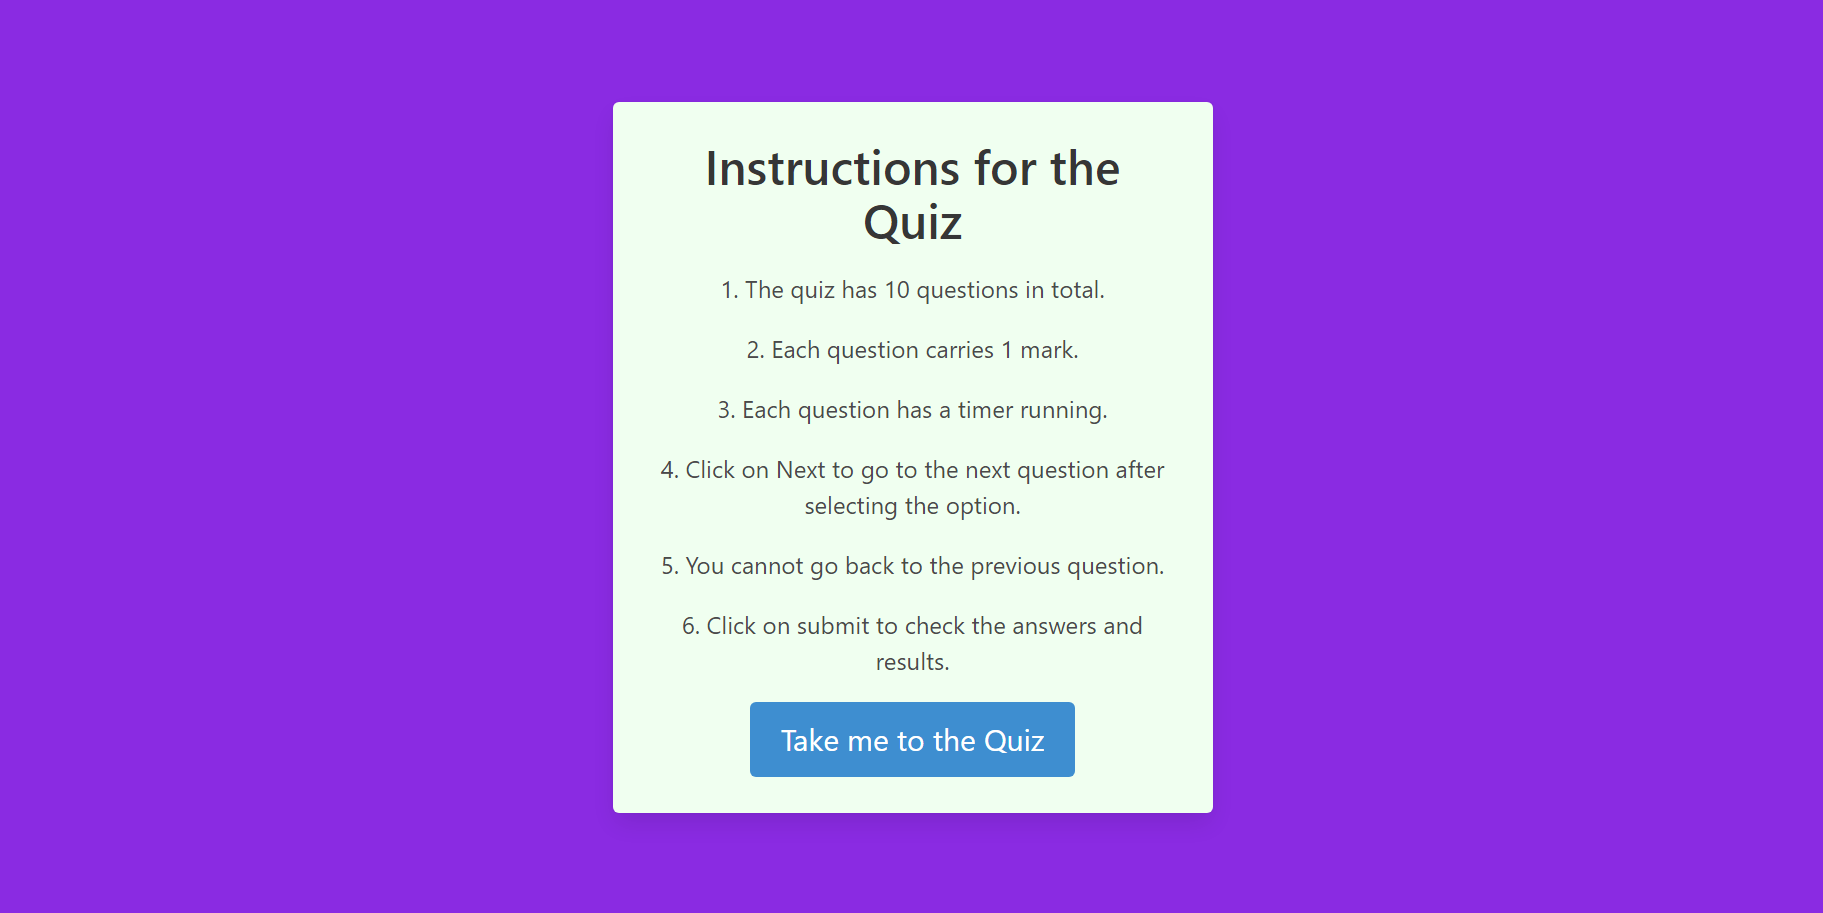 Instructions for the
Quiz
1. The quiz has 10 questions in total.
2. Each question carries 1 mark.
3. Each question has a timer running.
4. Click on Next to go to the next question after
selecting the option.
5. You cannot go back to the previous question.
6. Click on submit to check the answers and
results.
Take me to the Quiz